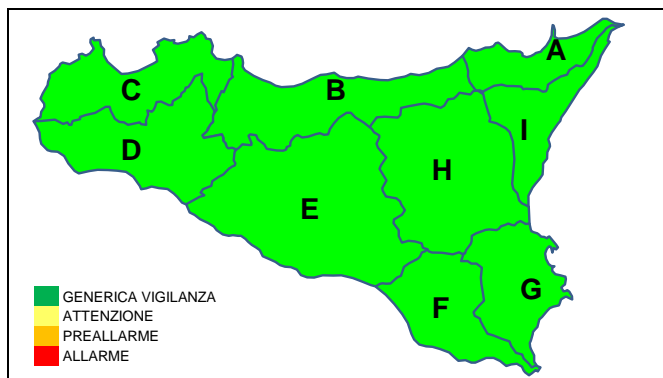 A
B
C
I
D
H
E
G
F
GENERICA VIGILANZA
ATTENZIONE
PREALLARME
ALLARME